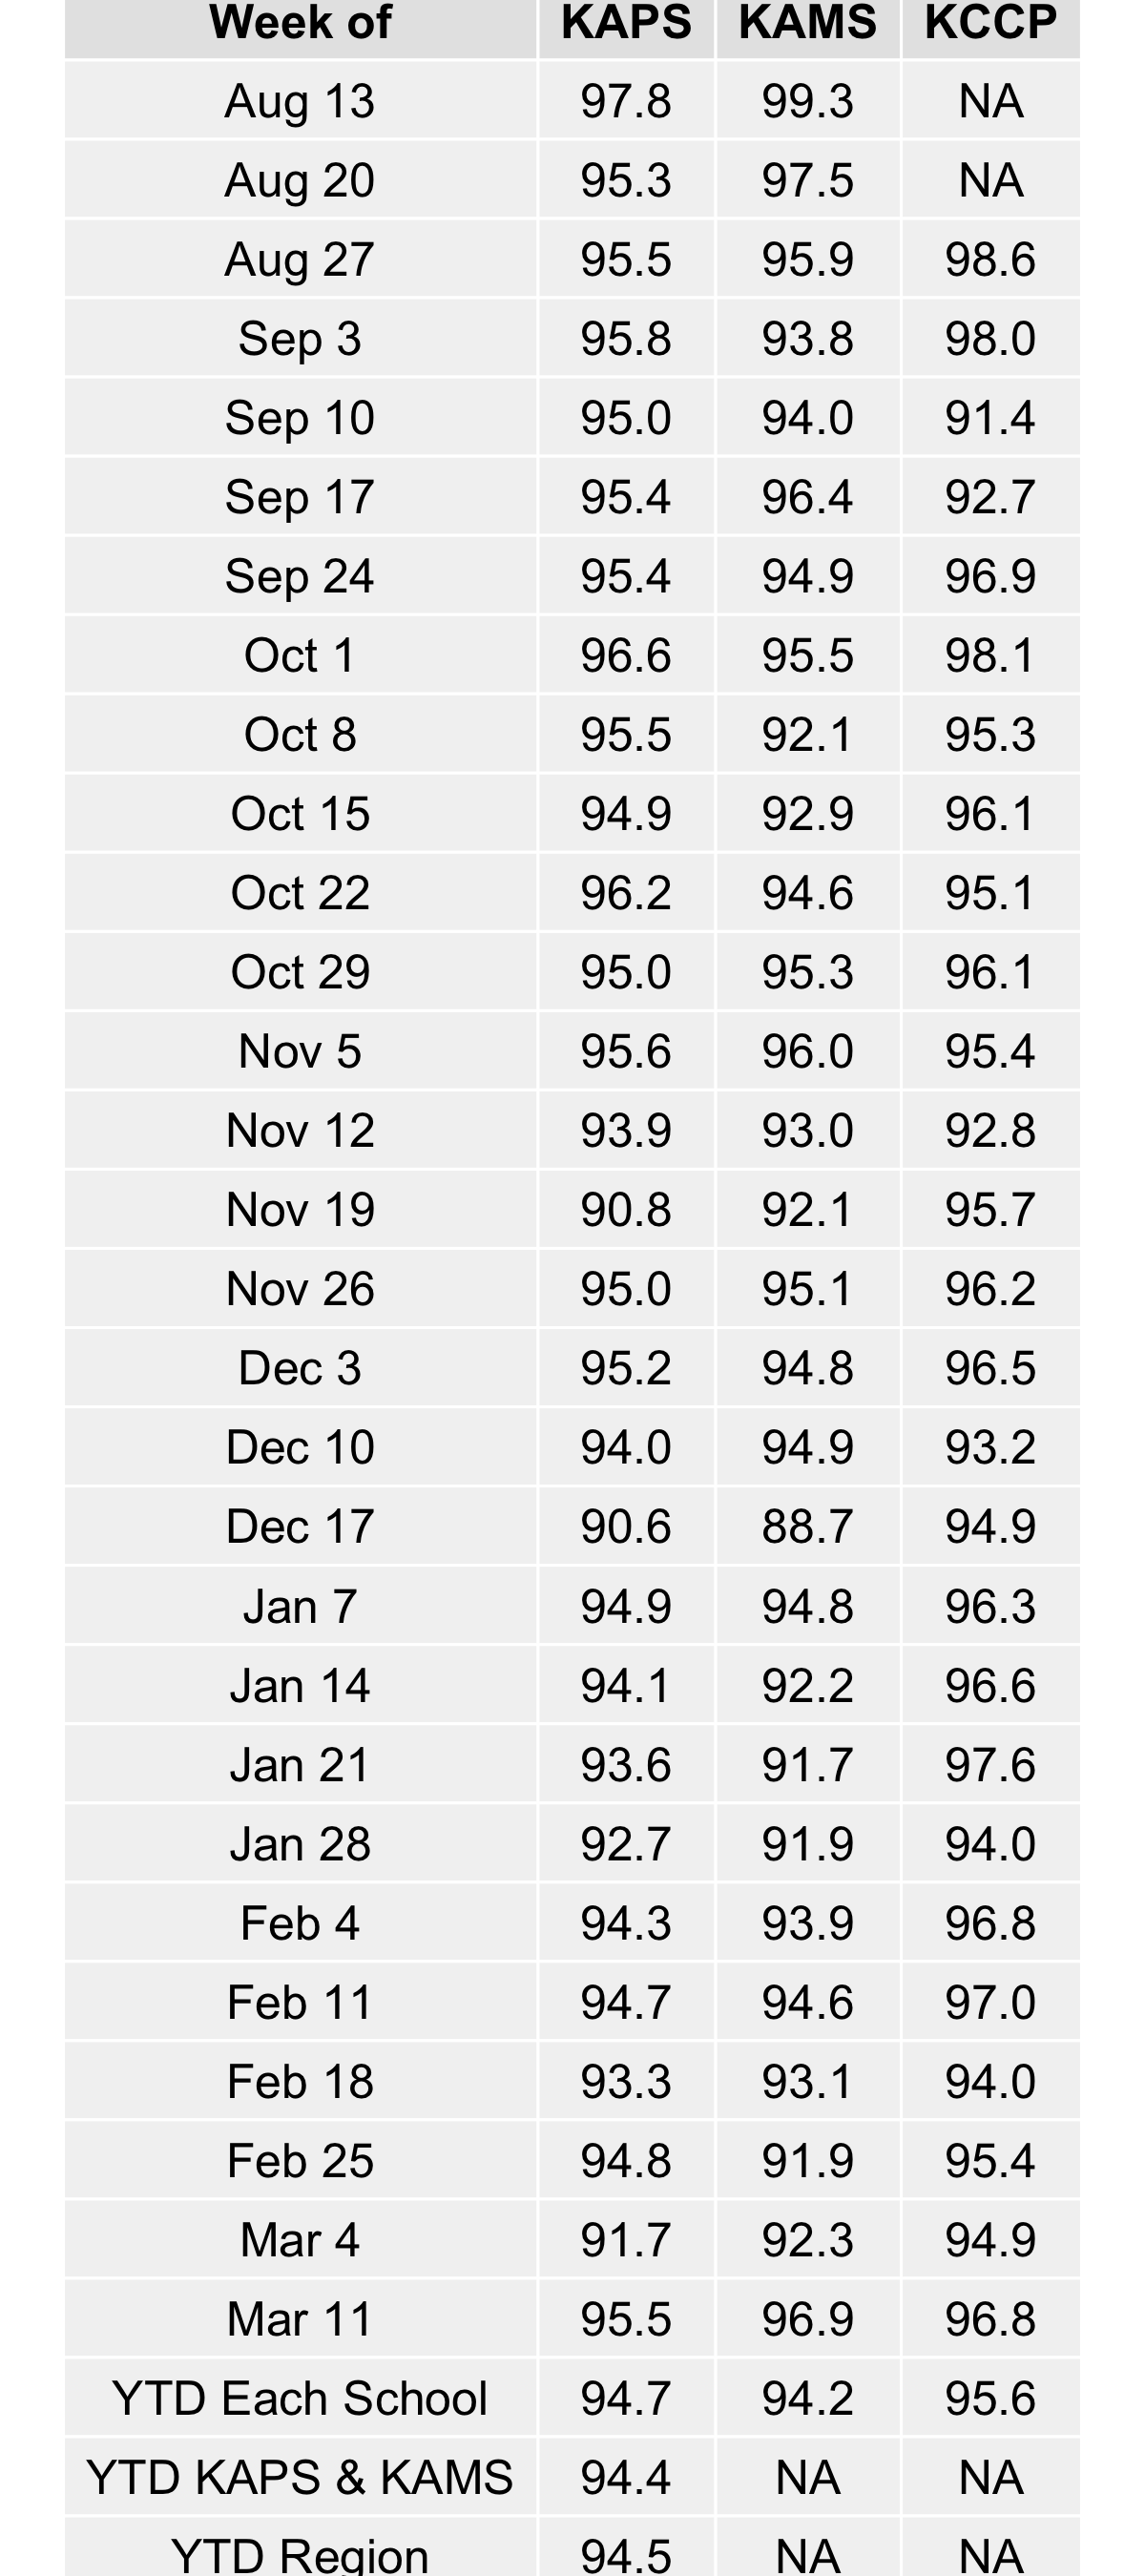 Week of KAPS KAMS KCCP
Aug 13 97.8 99.3 NA
Aug 20 95.3 97.5 NA
Aug 27 95.5 95.9 98.6
Sep 3 95.8 93.8 98.0
Sep 10 95.0 94.0 91.4
Sep 17 95.4 96.4 92.7
Sep 24 95.4 94.9 96.9
Oct 1 96.6 95.5 98.1
Oct 8 95.5 92.1 95.3
Oct 15 94.9 92.9 96.1
Oct 22 96.2 94.6 95.1
Oct 29 95.0 95.3 96.1
Nov 5 95.6 96.0 95.4
Nov 12 93.9 93.0 92.8
Nov 19 90.8 92.1 95.7
Nov 26 95.0 95.1 96.2
Dec 3 95.2 94.8 96.5
Dec 10 94.0 94.9 93.2
Dec 17 90.6 88.7 94.9
Jan 7 94.9 94.8 96.3
Jan 14 94.1 92.2 96.6
Jan 21 93.6 91.7 97.6
Jan 28 92.7 91.9 94.0
Feb 4 94.3 93.9 96.8
Feb 11 94.7 94.6 97.0
Feb 18 93.3 93.1 94.0
Feb 25 94.8 91.9 95.4
Mar 4 91.7 92.3 94.9
Mar 11 95.5 96.9 96.8
YTD Each School 94.7 94.2 95.6
YTD KAPS & KAMS 94.4 NA NA
YTD Region 94.5 NA NA